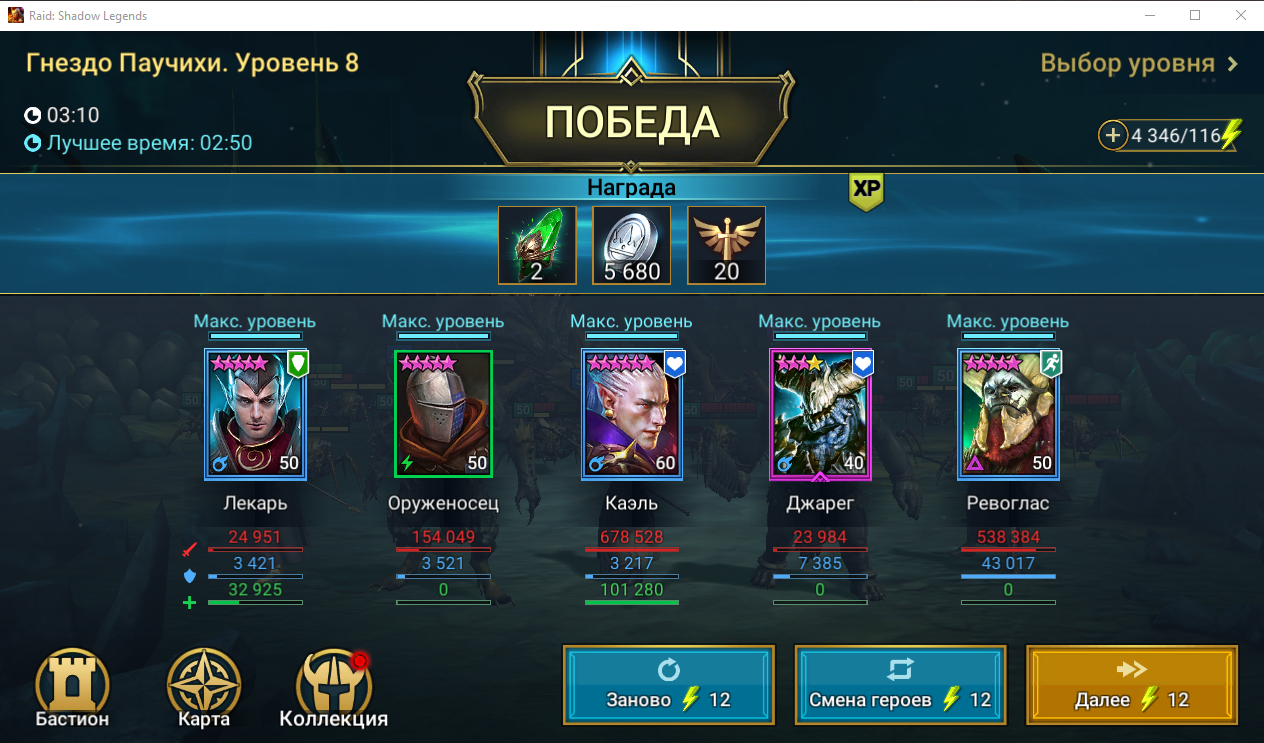 Raid: Shadow Legends
Гнездо Паучихи. Уровень 8
Выбор уровня
ПОБЕДА
03:10
Лучшее время: 02:50
4 346/116
Награда
XP
2
5 680
20
Макс. уровень Макс. уровень Макс. уровень Макс. уровень Макс. уровень
50 50 60 40 50
Лекарь Оруженосец Каэль Джарег Ревоглас
24 951 154 049 678 528 23 984 538 384
3 421 3 521 3 217 7 385 43 017
32 925 0 101 280 0 0
Заново 12 Смена героев 12 Далее 12
Бастион Карта Коллекция